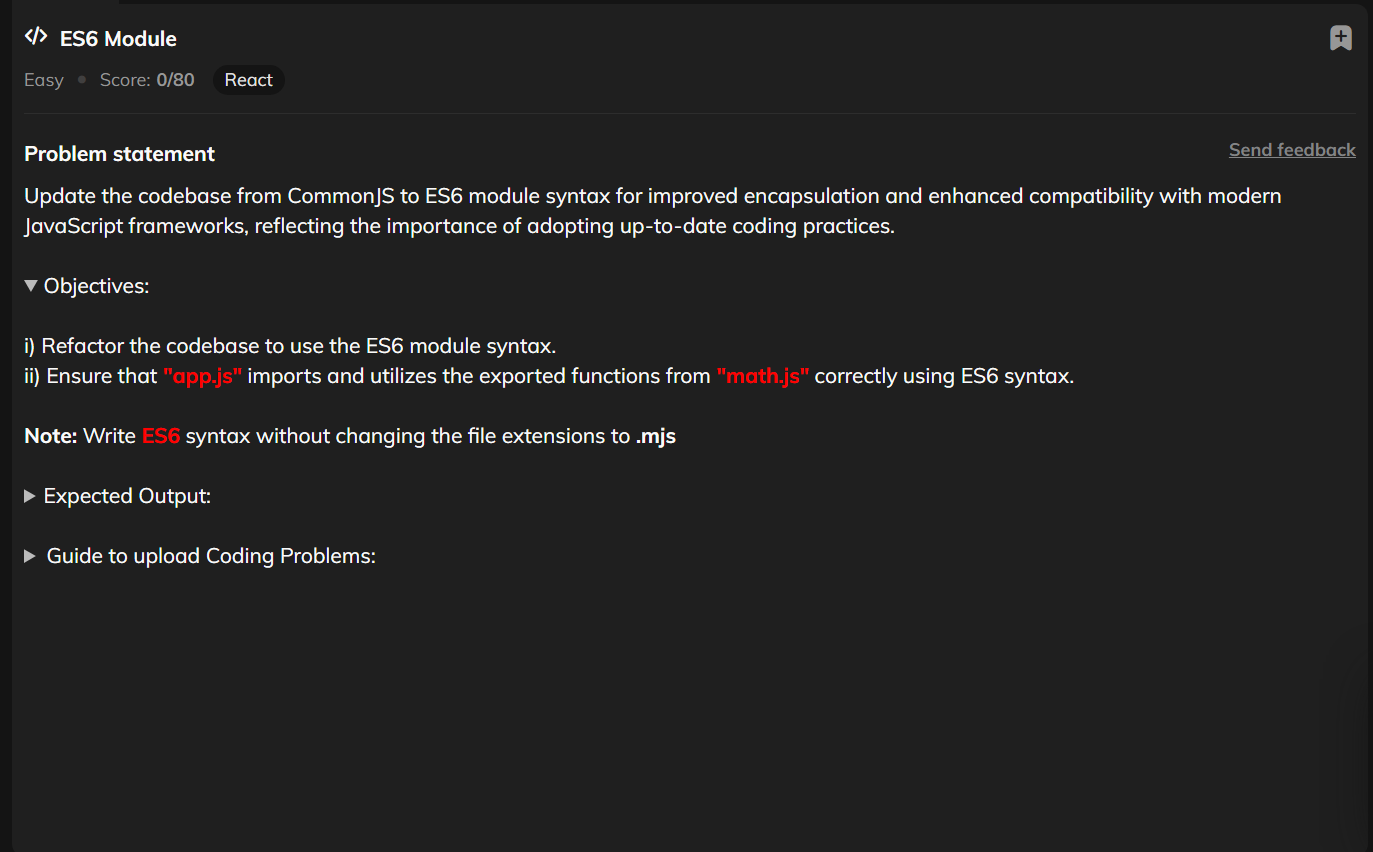 </> ES6 Module
Easy • Score: 0/80 React
Problem statement
Send feedback
Update the codebase from CommonJS to ES6 module syntax for improved encapsulation and enhanced compatibility with modern
JavaScript frameworks, reflecting the importance of adopting up-to-date coding practices.
▼ Objectives:
i) Refactor the codebase to use the ES6 module syntax.
ii) Ensure that "app.js" imports and utilizes the exported functions from "math.js" correctly using ES6 syntax.
Note: Write ES6 syntax without changing the file extensions to .mjs
▶ Expected Output:
▶ Guide to upload Coding Problems: